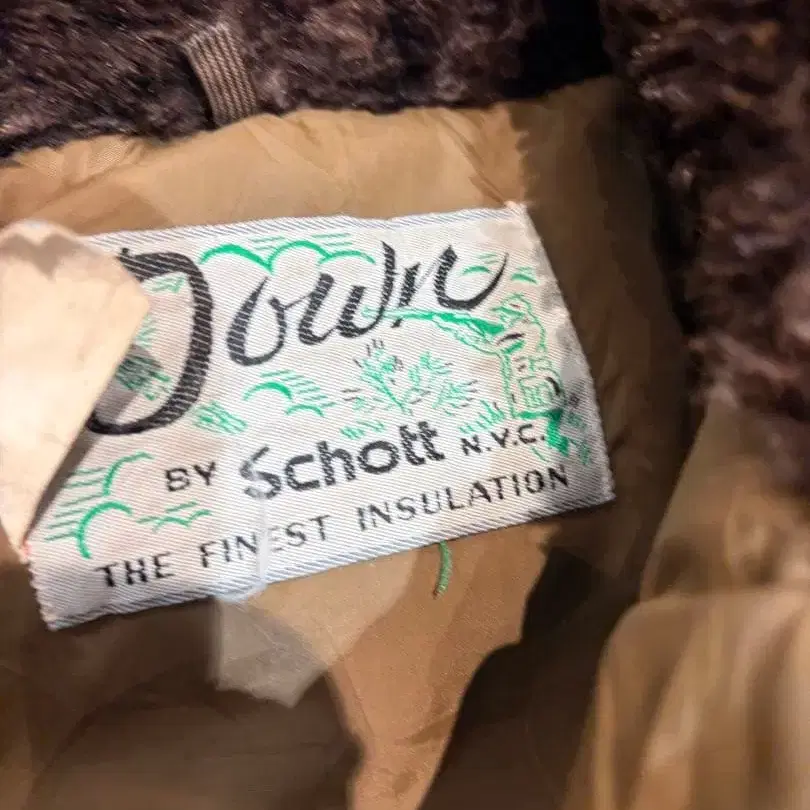 Down
BY Schott N.Y.C.
THE FINEST INSULATION